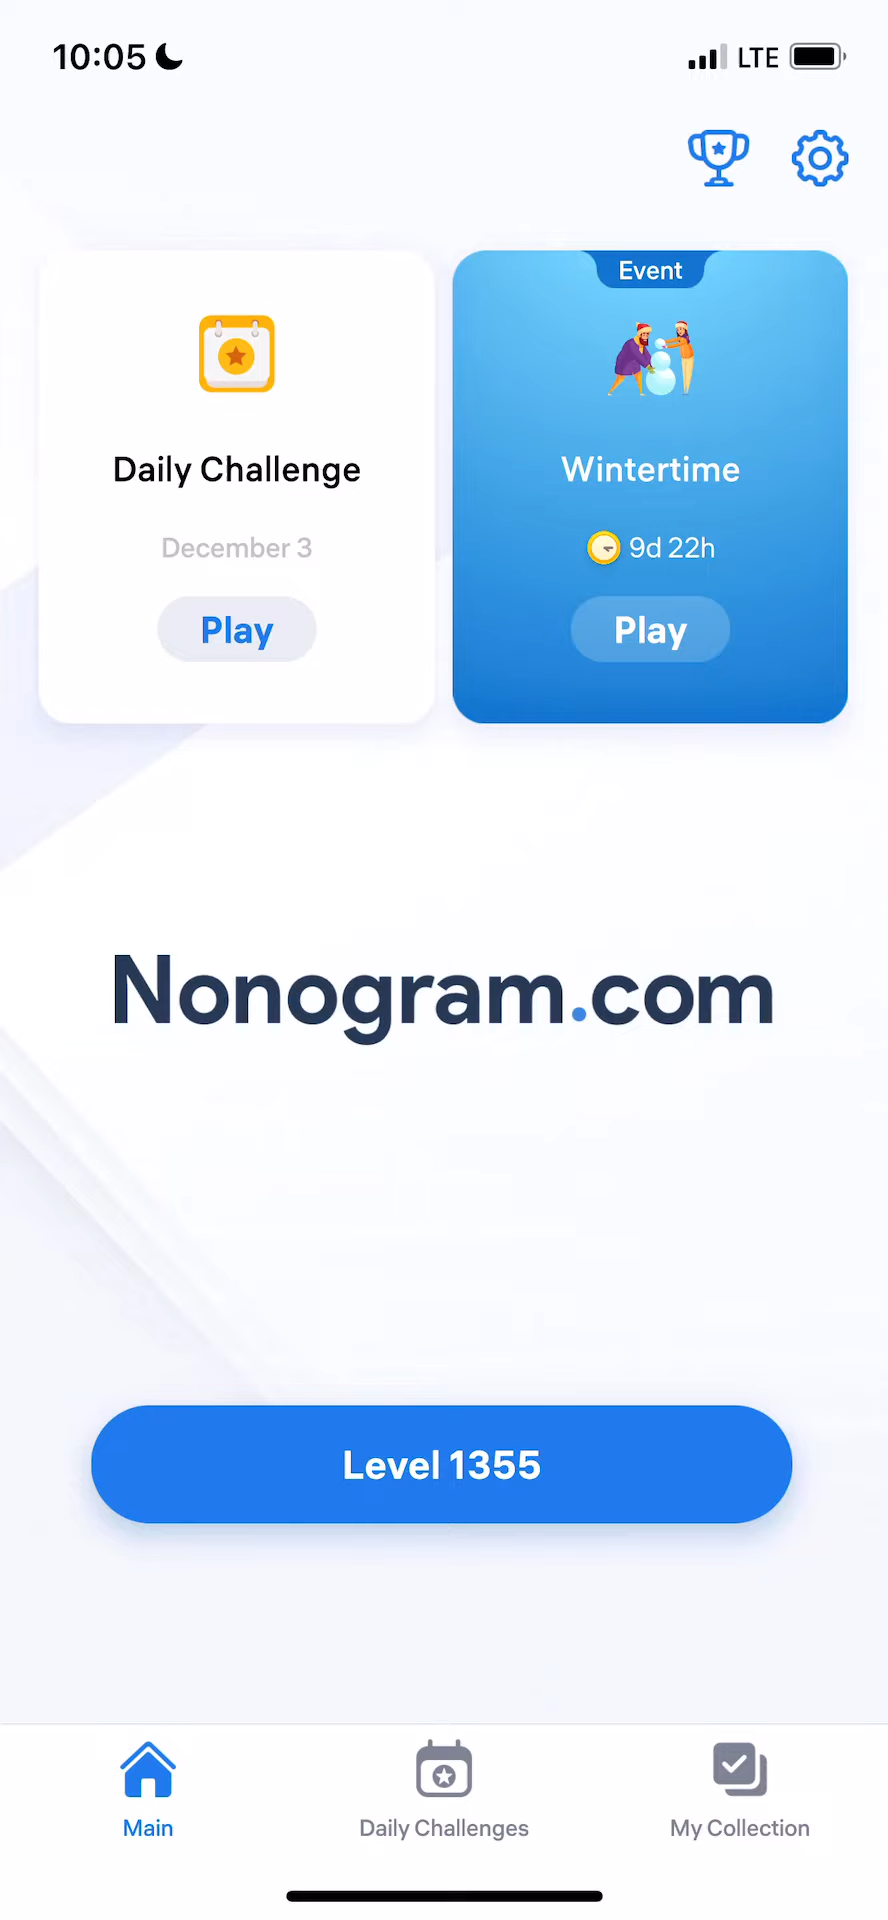 10:05
LTE
Event
Daily Challenge
Wintertime
December 3
9d 22h
Play
Play
Nonogram.com
Level 1355
Main
Daily Challenges
My Collection